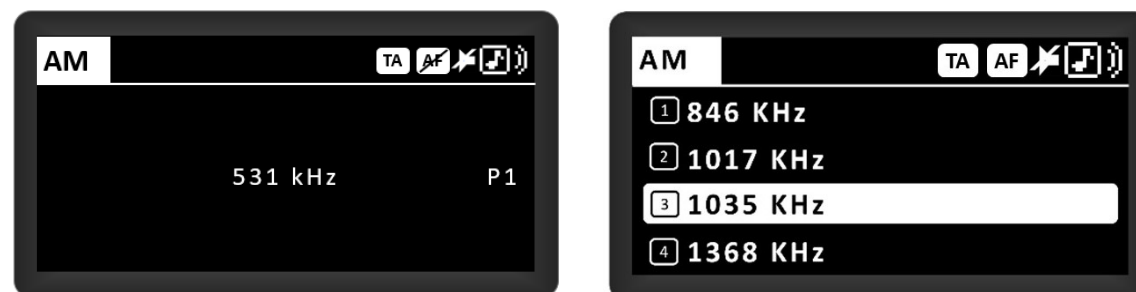 AM TA AF
531 kHz P1
AM TA AF
1 846 KHz
2 1017 KHz
3 1035 KHz
4 1368 KHz